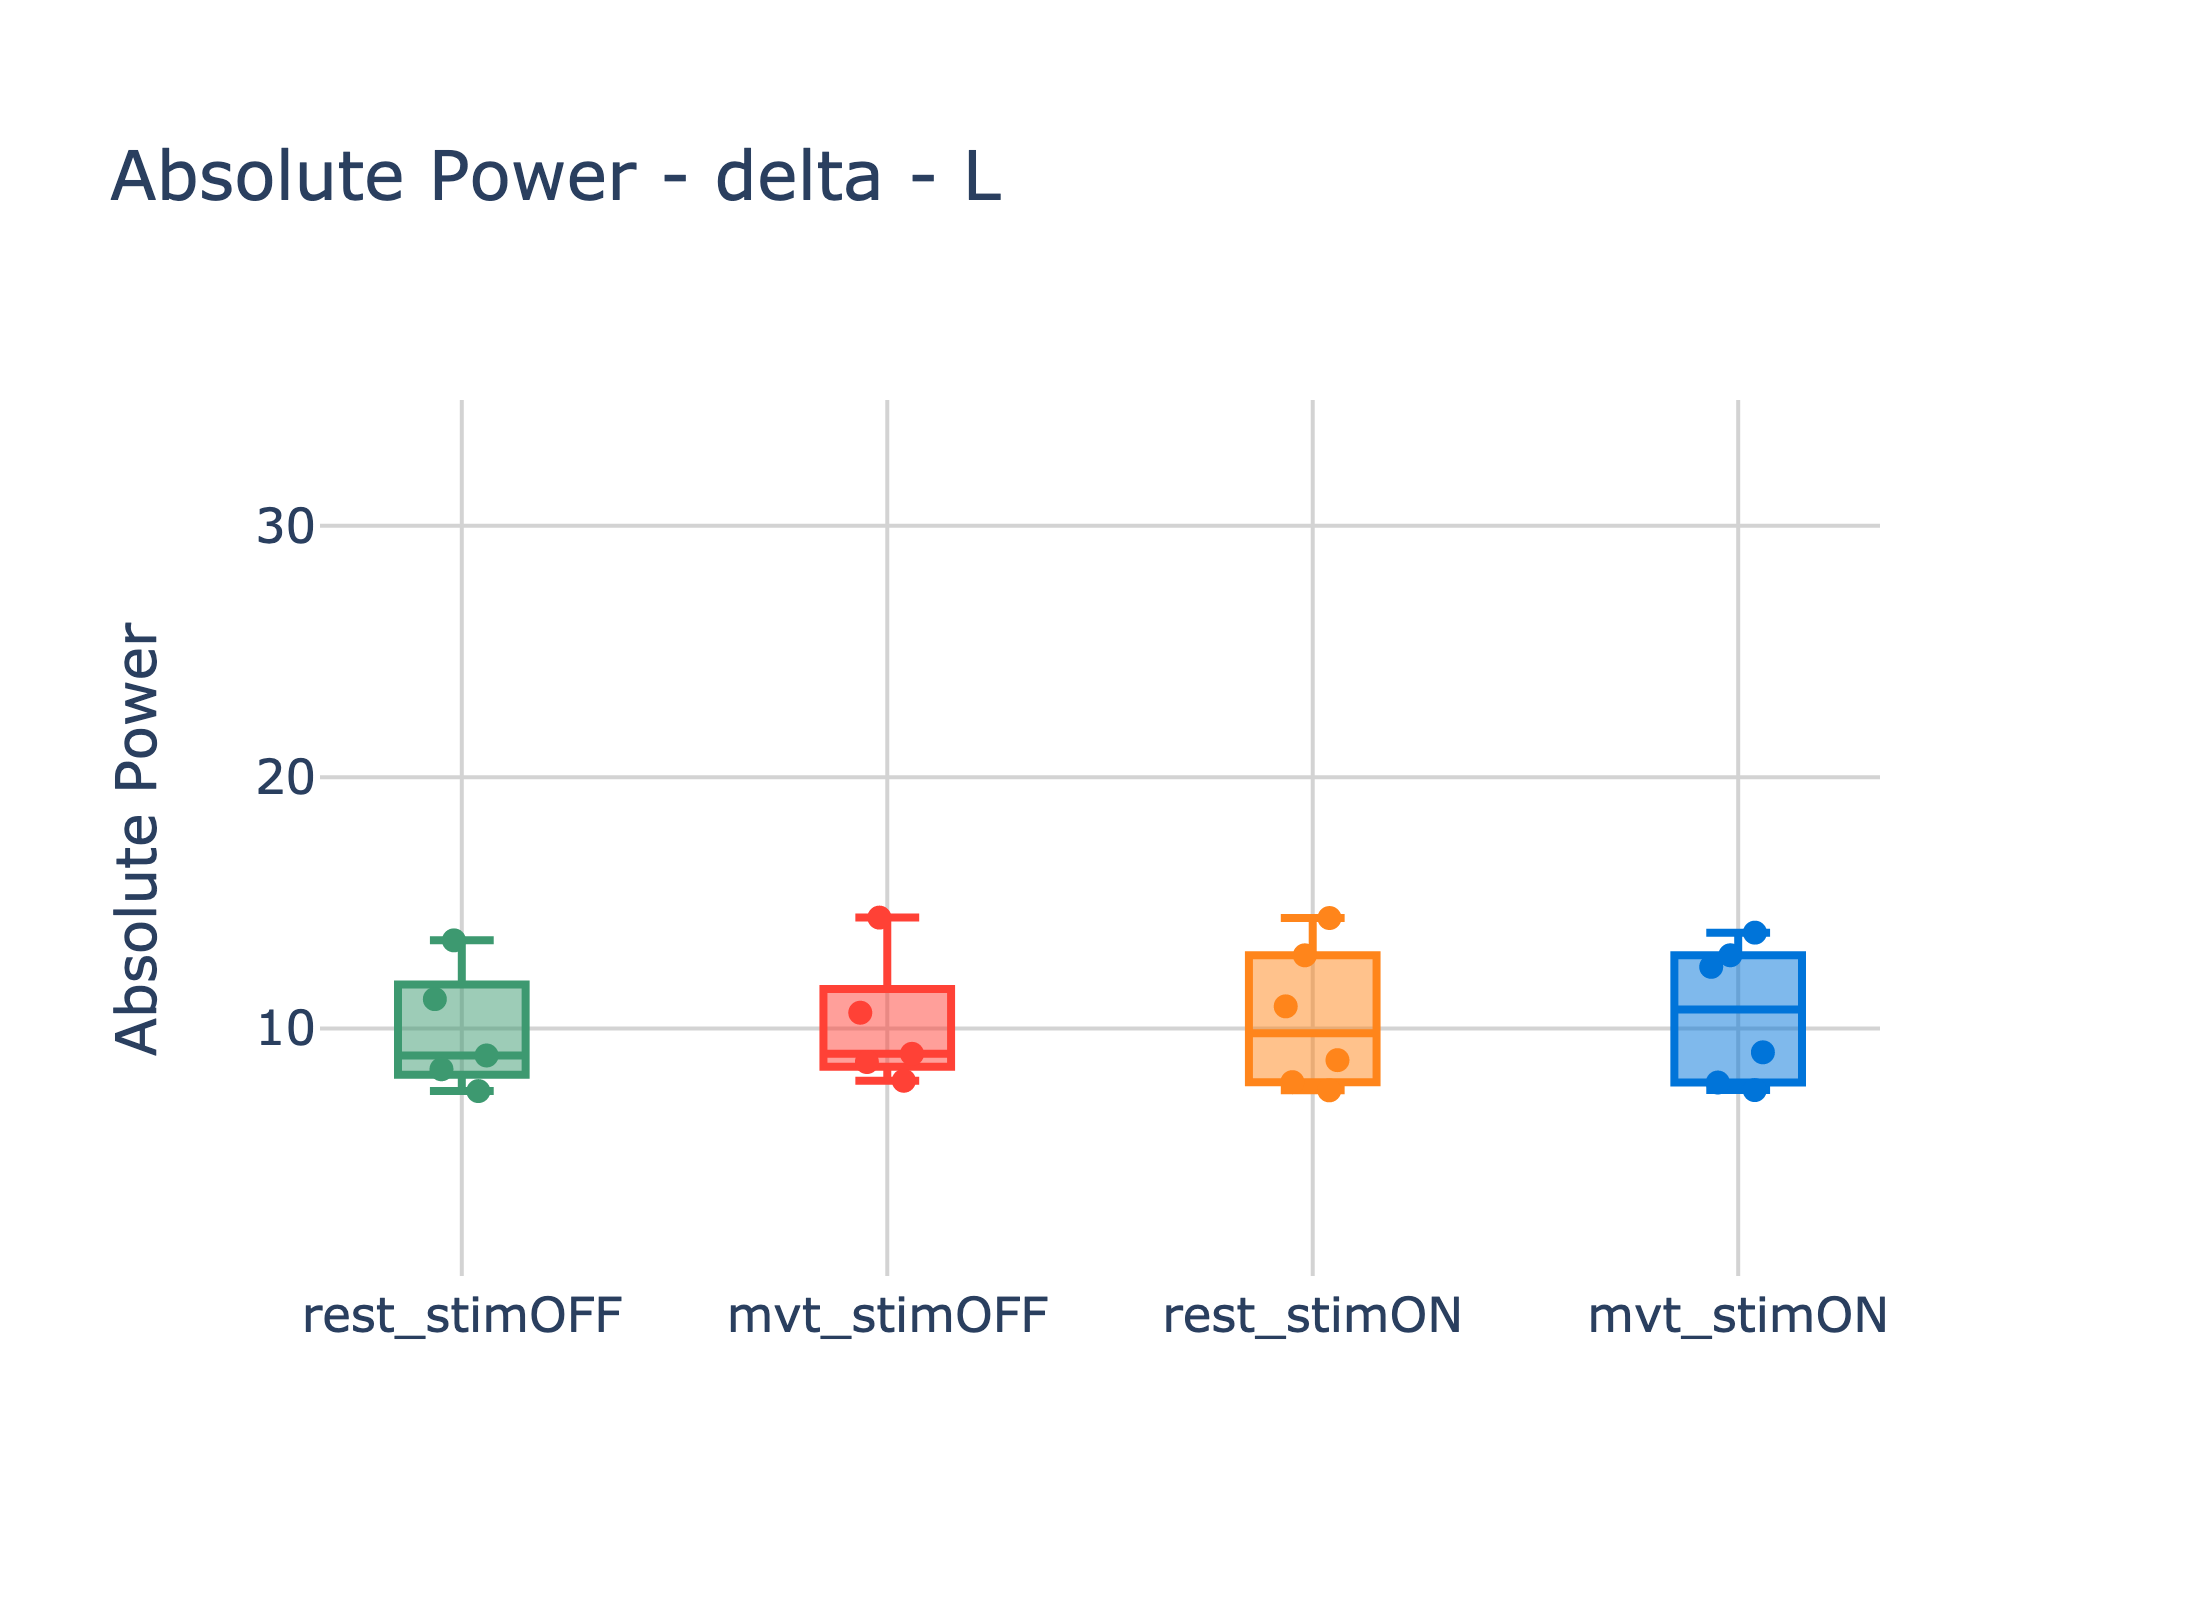 Absolute Power - delta - L
Absolute Power
30
20
10
rest_stimOFF
mvt_stimOFF
rest_stimON
mvt_stimON